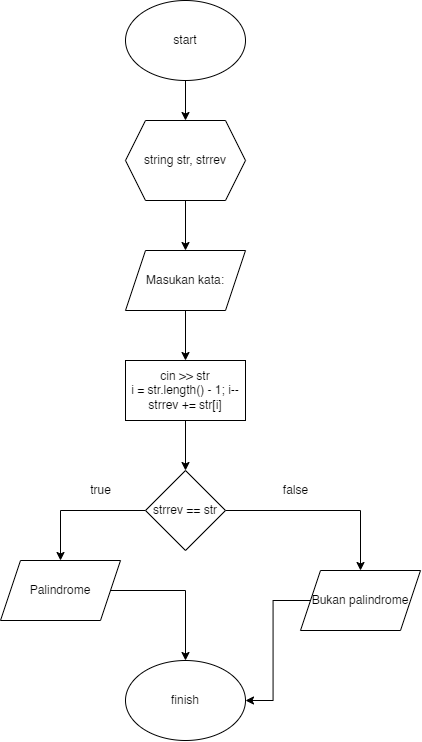 start
string str, strrev
Masukan kata:
cin >> str
i = str.length() - 1; i--
strrev += str[i]
true
false
strrev == str
Palindrome
Bukan palindrome
finish